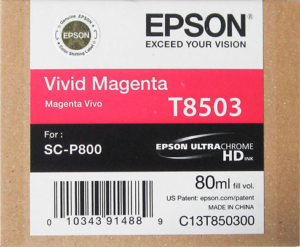 EPSON
EXCEED YOUR VISION
EPSON
Vivid Magenta
Magenta Vivo
T8503
For :
SC-P800
EPSON ULTRACHROME
HD INK
80ml fill vol.
US Patent: epson.com/patent
MADE IN CHINA
0 10343 91488 9
C13T850300